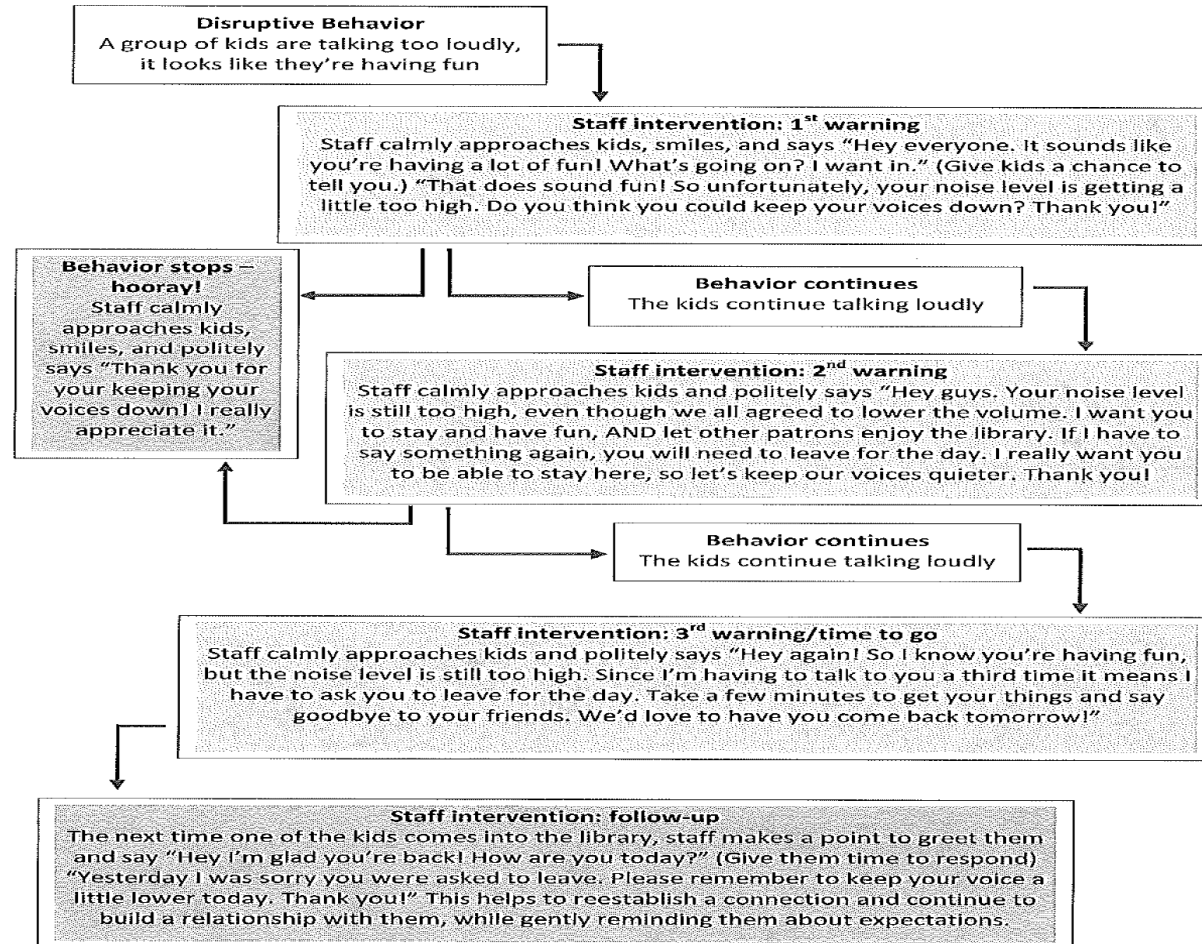 Disruptive Behavior
A group of kids are talking too loudly,
it looks like they're having fun
Staff intervention: 1st warning
Staff calmly approaches kids, smiles, and says "Hey everyone. It sounds like
you're having a lot of fun! What's going on? I want in." (Give kids a chance to
tell you.) "That does sound fun! So unfortunately, your noise level is getting a
little too high. Do you think you could keep your voices down? Thank you!"
Behavior stops –
hooray!
Staff calmly
approaches kids,
smiles, and politely
says "Thank you for
your keeping your
voices down! I really
appreciate it."
Behavior continues
The kids continue talking loudly
Staff intervention: 2nd warning
Staff calmly approaches kids and politely says "Hey guys. Your noise level
is still too high, even though we all agreed to lower the volume. I want you
to stay and have fun, AND let other patrons enjoy the library. If I have to
say something again, you will need to leave for the day. I really want you
to be able to stay here, so let's keep our voices quieter. Thank you!
Behavior continues
The kids continue talking loudly
Staff intervention: 3rd warning/time to go
Staff calmly approaches kids and politely says "Hey again! So I know you're having fun,
but the noise level is still too high. Since I'm having to talk to you a third time it means I
have to ask you to leave for the day. Take a few minutes to get your things and say
goodbye to your friends. We'd love to have you come back tomorrow!"
Staff intervention: follow-up
The next time one of the kids comes into the library, staff makes a point to greet them
and say "Hey I'm glad you're back! How are you today?" (Give them time to respond)
"Yesterday I was sorry you were asked to leave. Please remember to keep your voice a
little lower today. Thank you!" This helps to reestablish a connection and continue to
build a relationship with them, while gently reminding them about expectations.